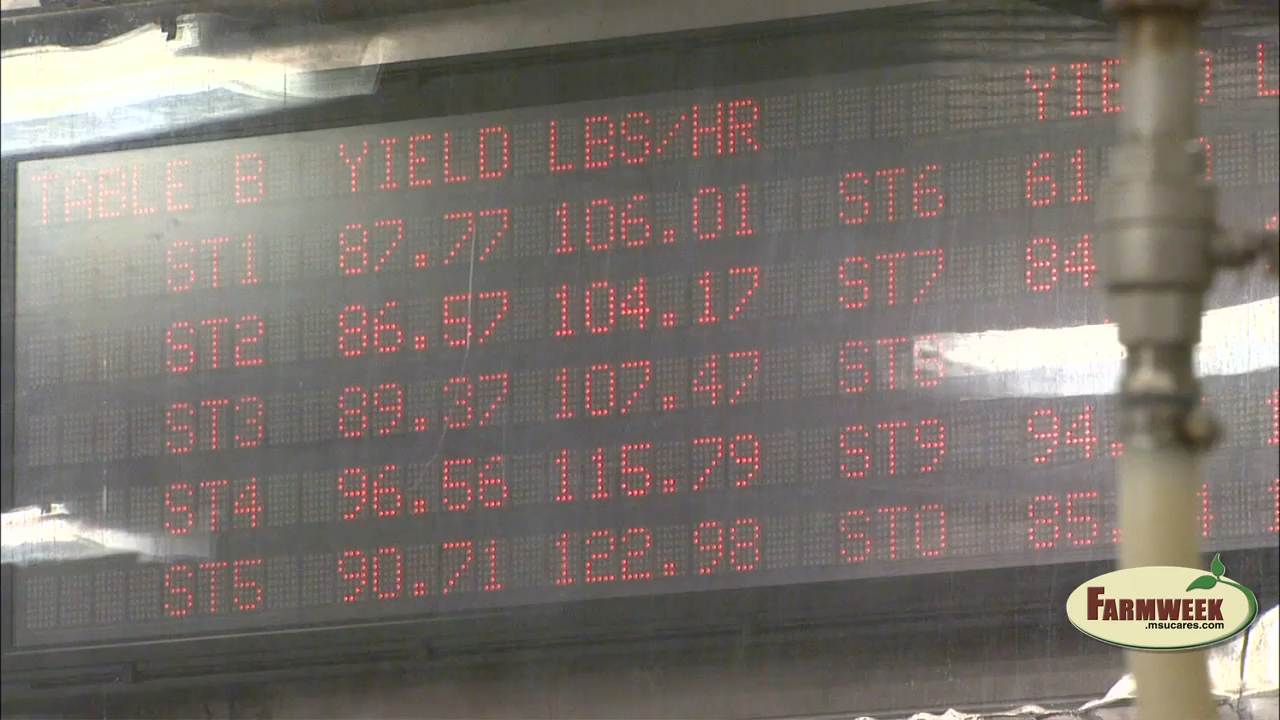 TABLE B YIELD LBS/HR YIELD
ST1 87.77 106.01 ST6 61
ST2 86.57 104.17 ST7 84
ST3 89.37 107.47 ST8
ST4 96.56 115.79 ST9 94.
ST5 90.71 122.98 ST0 85.
FARMWEEK
.msucares.com